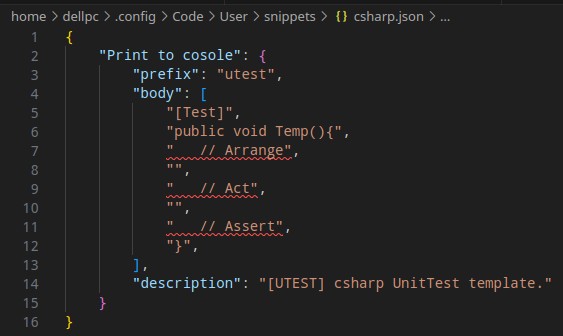 home > dellpc > .config > Code > User > snippets > {} csharp.json > ...
1 {
2     "Print to cosole": {
3         "prefix": "utest",
4         "body": [
5             "[Test]",
6             "public void Temp(){",
7             "   // Arrange",
8             "",
9             "   // Act",
10             "",
11             "   // Assert",
12             "}",
13         ],
14         "description": "[UTEST] csharp UnitTest template."
15     }
16 }